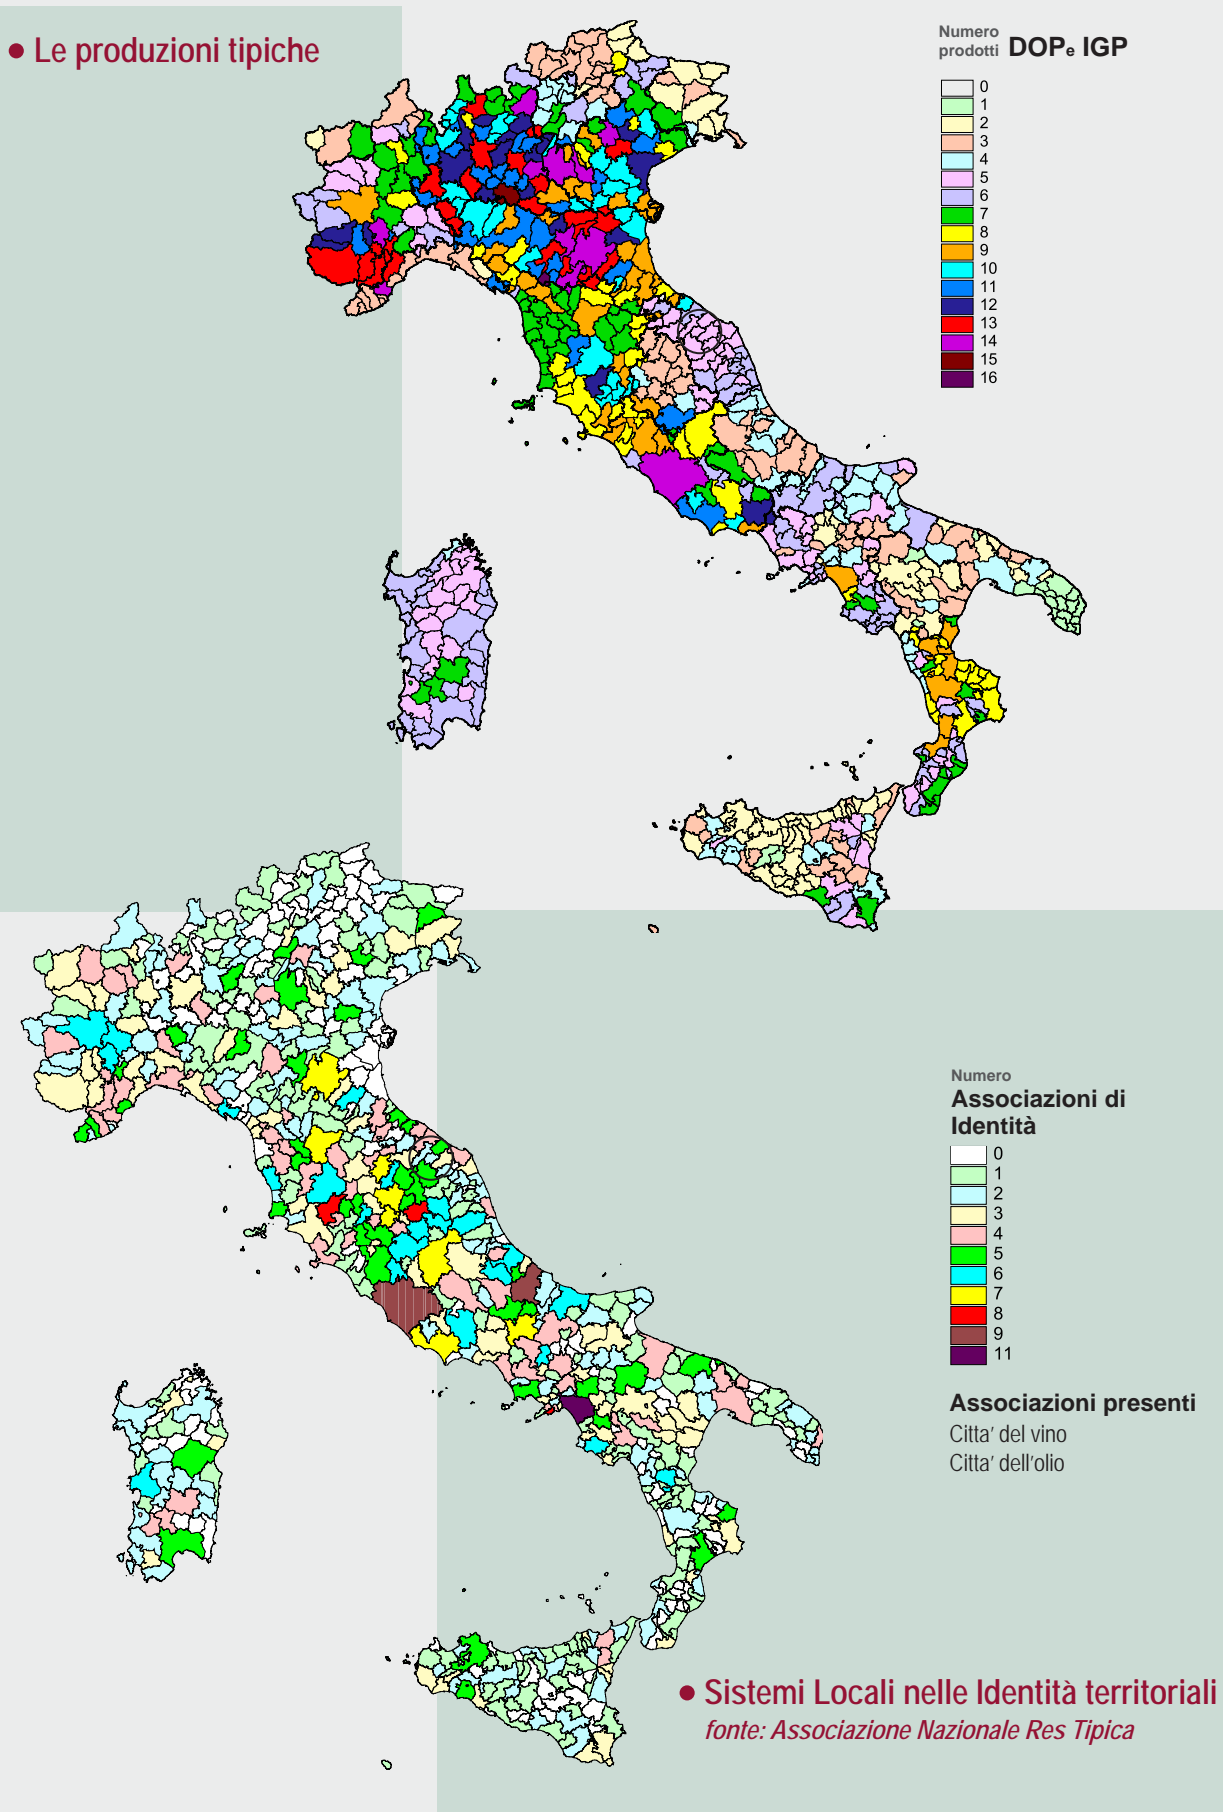 • Le produzioni tipiche
Numero
prodotti DOPe IGP
0
1
2
3
4
5
6
7
8
9
10
11
12
13
14
15
16
Numero
Associazioni di
Identità
0
1
2
3
4
5
6
7
8
9
11
Associazioni presenti
Citta' del vino
Citta' dell'olio
• Sistemi Locali nelle Identità territoriali
fonte: Associazione Nazionale Res Tipica